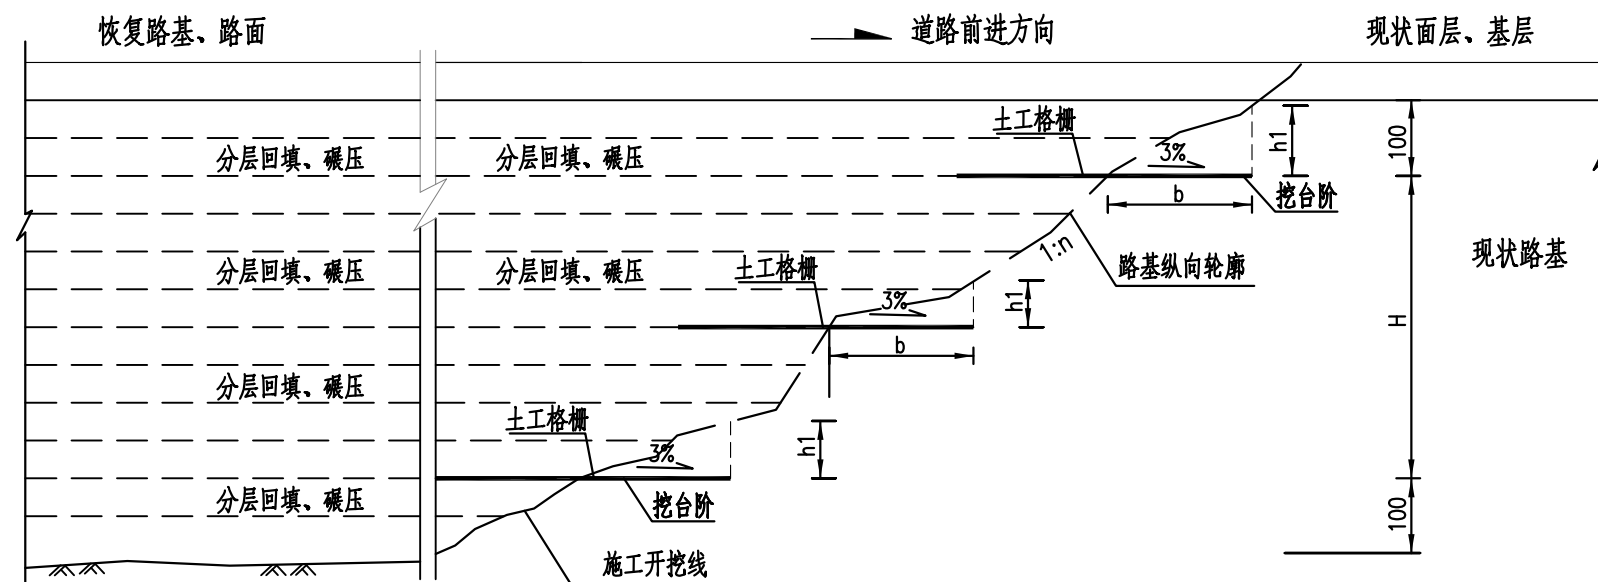 恢复路基、路面
道路前进方向
现状面层、基层
土工格栅
h1
100
分层回填、碾压
分层回填、碾压
3%
b
挖台阶
1:n
现状路基
分层回填、碾压
分层回填、碾压
土工格栅
路基纵向轮廓
3%
h1
H
b
分层回填、碾压
土工格栅
h1
3%
分层回填、碾压
挖台阶
100
施工开挖线